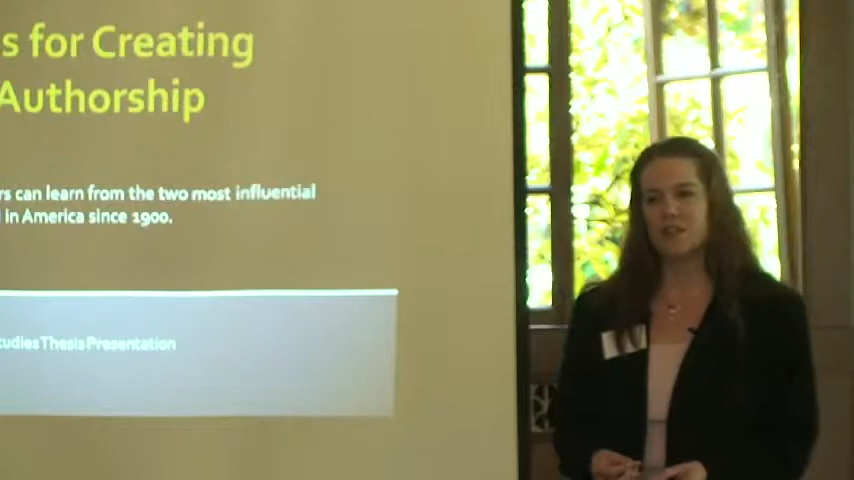 s for Creating
Authorship
rs can learn from the two most influential
in America since 1900.
tudies Thesis Presentation